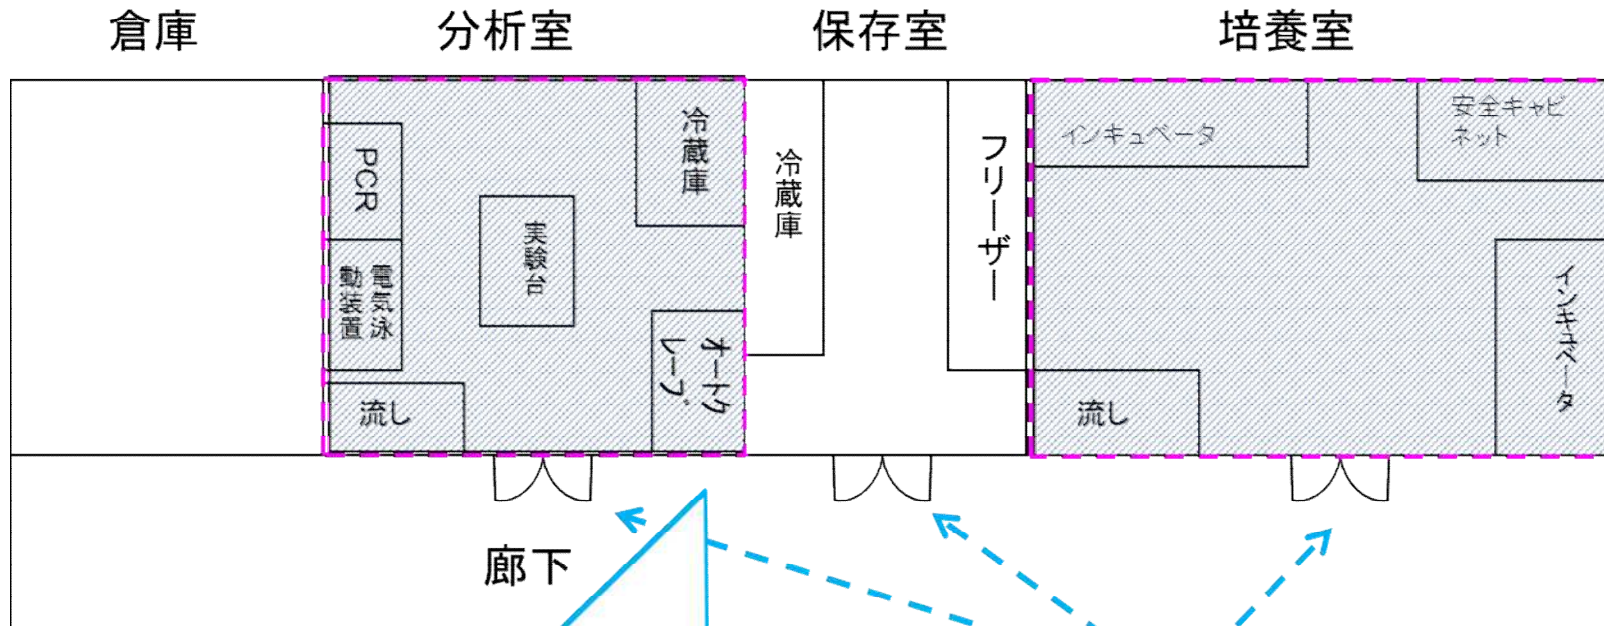 倉庫
分析室
保存室
培養室
PCR
電気泳
動装置
流し
実験台
冷蔵庫
オートク
レーブ
冷蔵庫
フリーザー
インキュベータ
安全キャビ
ネット
インキュベータ
流し
廊下